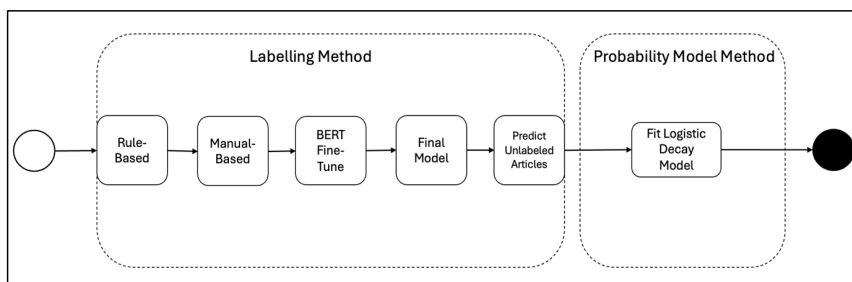 Labelling Method
Probability Model Method
Rule-
Based
Manual-
Based
BERT
Fine-
Tune
Final
Model
Predict
Unlabeled
Articles
Fit Logistic
Decay
Model